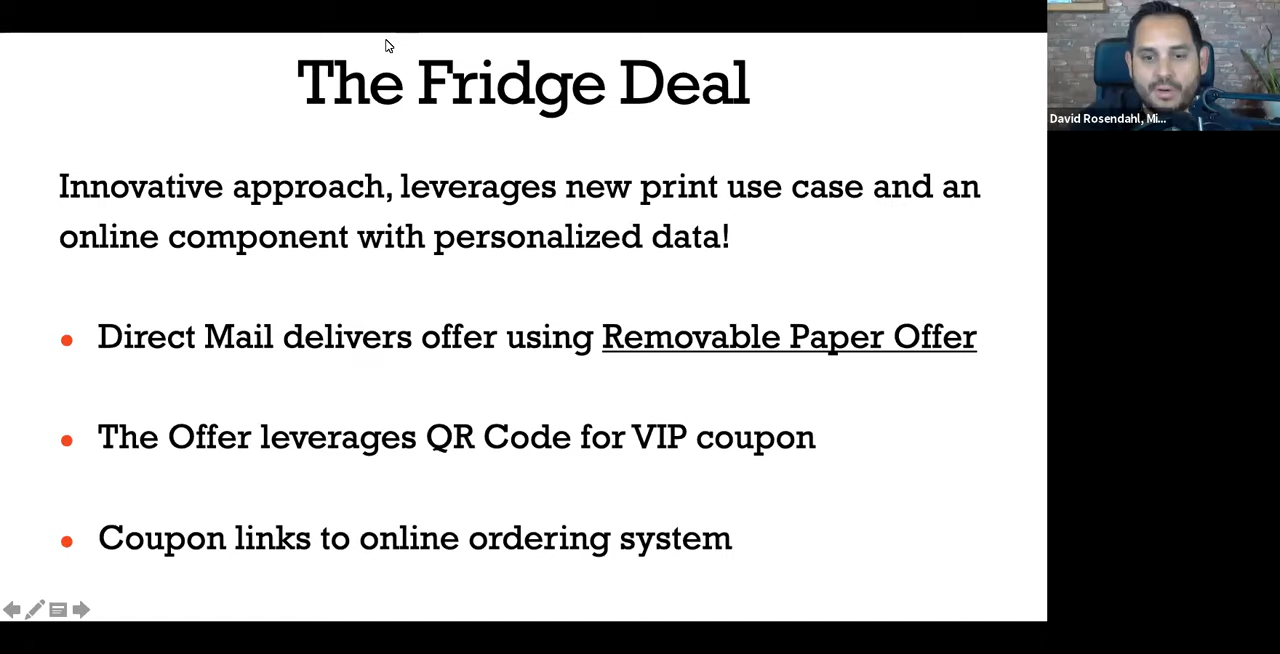 The Fridge Deal
Innovative approach, leverages new print use case and an
online component with personalized data!
Direct Mail delivers offer using Removable Paper Offer
The Offer leverages QR Code for VIP coupon
Coupon links to online ordering system
David Rosendahl, Mi...